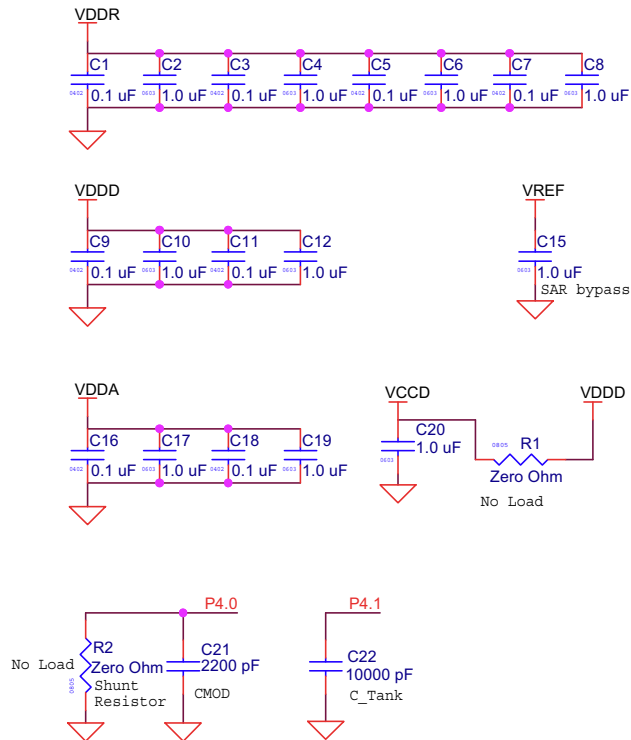 VDDR
C1 C2 C3 C4 C5 C6 C7 C8
0402 0.1 uF 0603 1.0 uF 0402 0.1 uF 0603 1.0 uF 0402 0.1 uF 0603 1.0 uF 0402 0.1 uF 0603 1.0 uF
VDDD VREF
C9 C10 C11 C12 C15
0402 0.1 uF 0603 1.0 uF 0402 0.1 uF 0603 1.0 uF 0603 1.0 uF
SAR bypass
VDDA VCCD VDDD
C16 C17 C18 C19 C20 0805 R1
0402 0.1 uF 0603 1.0 uF 0402 0.1 uF 0603 1.0 uF 0603 1.0 uF Zero Ohm
No Load
P4.0 P4.1
R2 C21 C22
No Load Zero Ohm 2200 pF 10000 pF
0805 Shunt CMOD C_Tank
Resistor